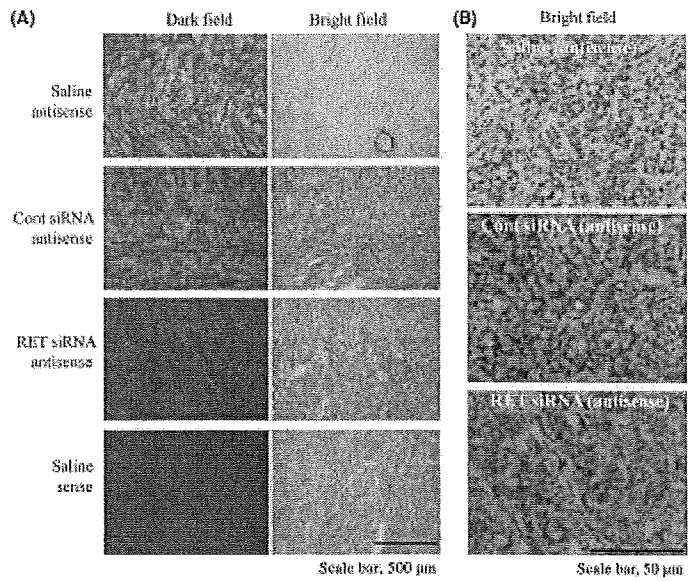 (A)
Dark field
Bright field
Saline
antisense
Cont siRNA
antisense
RET siRNA
antisense
Saline
sense
Scale bar, 500 μm
(B)
Bright field
Saline (antisense)
Cont siRNA (antisense)
RET siRNA (antisense)
Scale bar, 50 μm